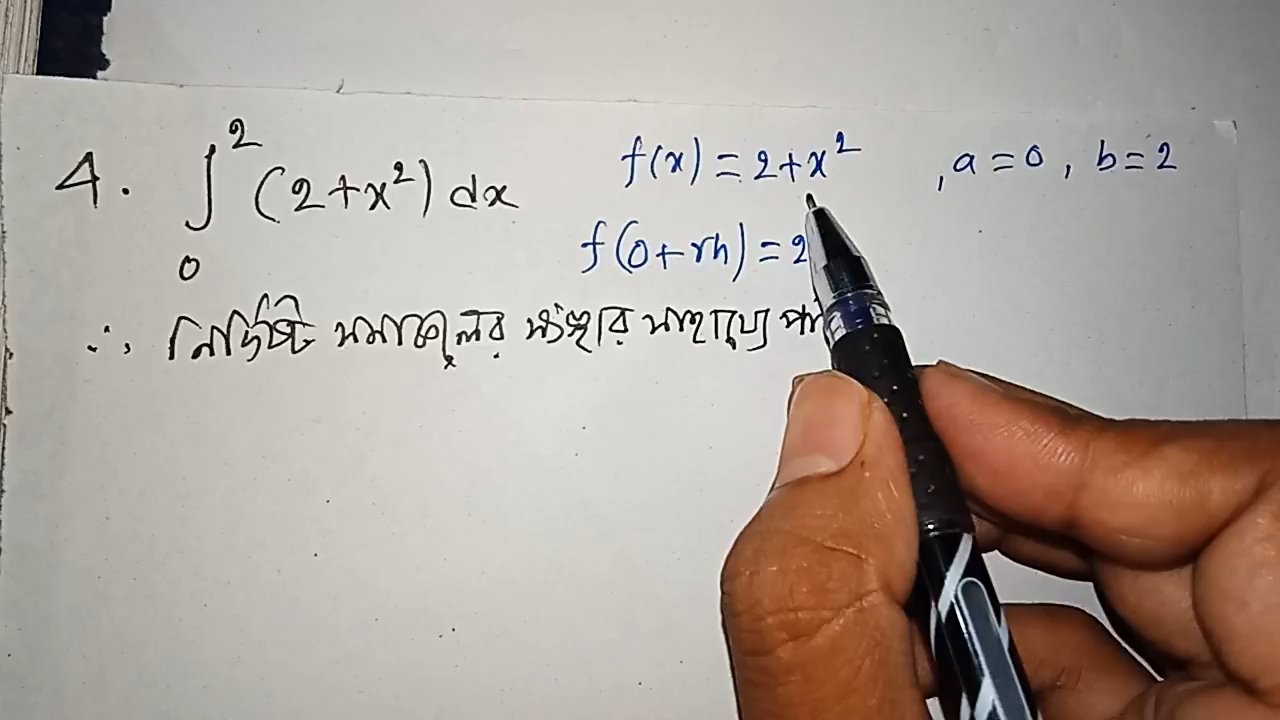 4. ∫₀² (2+x²) dx f(x) = 2+x² , a=0, b=2
f(0+rh) = 2
∴ নির্দিষ্ট সমাকলের সংজ্ঞার সাহায্যে